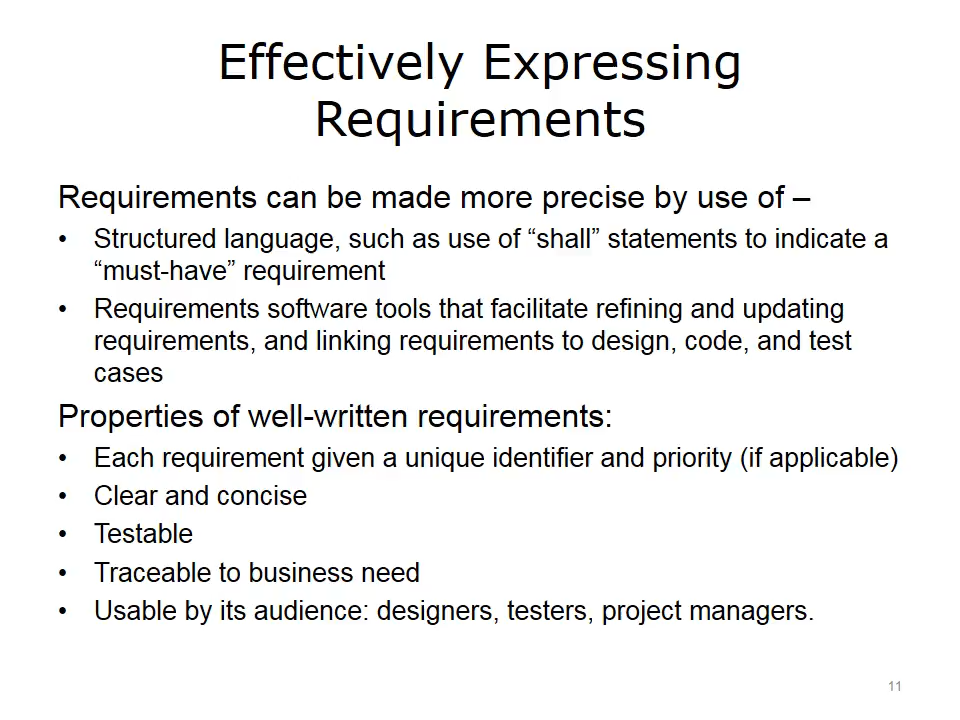 Effectively Expressing
Requirements
Requirements can be made more precise by use of –
• Structured language, such as use of “shall” statements to indicate a
“must-have” requirement
• Requirements software tools that facilitate refining and updating
requirements, and linking requirements to design, code, and test
cases
Properties of well-written requirements:
• Each requirement given a unique identifier and priority (if applicable)
• Clear and concise
• Testable
• Traceable to business need
• Usable by its audience: designers, testers, project managers.
11